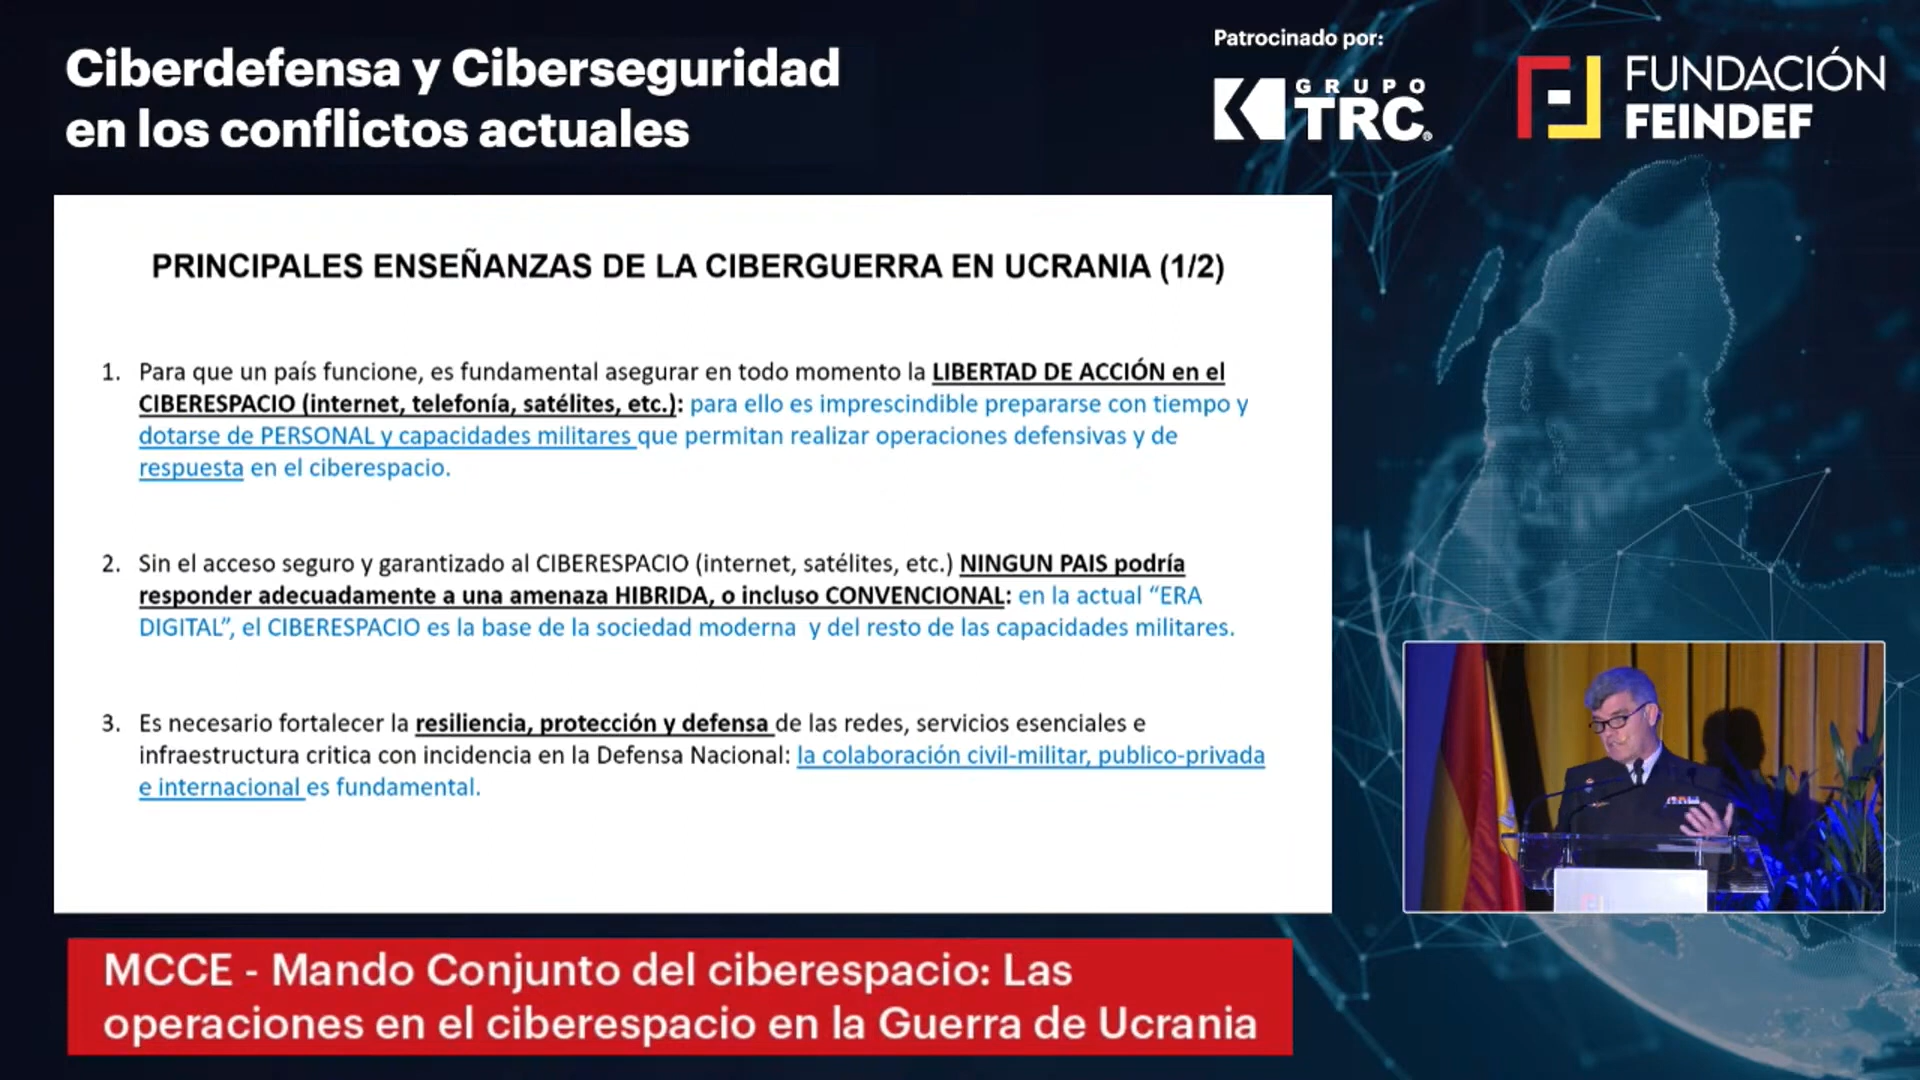 Ciberdefensa y Ciberseguridad
en los conflictos actuales
Patrocinado por:
GRUPO
TRC®
FUNDACIÓN
FEINDEF
PRINCIPALES ENSEÑANZAS DE LA CIBERGUERRA EN UCRANIA (1/2)
1. Para que un país funcione, es fundamental asegurar en todo momento la LIBERTAD DE ACCIÓN en el
CIBERESPACIO (internet, telefonía, satélites, etc.): para ello es imprescindible prepararse con tiempo y
dotarse de PERSONAL y capacidades militares que permitan realizar operaciones defensivas y de
respuesta en el ciberespacio.
2. Sin el acceso seguro y garantizado al CIBERESPACIO (internet, satélites, etc.) NINGUN PAIS podría
responder adecuadamente a una amenaza HIBRIDA, o incluso CONVENCIONAL: en la actual “ERA
DIGITAL”, el CIBERESPACIO es la base de la sociedad moderna y del resto de las capacidades militares.
3. Es necesario fortalecer la resiliencia, protección y defensa de las redes, servicios esenciales e
infraestructura critica con incidencia en la Defensa Nacional: la colaboración civil-militar, publico-privada
e internacional es fundamental.
MCCE - Mando Conjunto del ciberespacio: Las
operaciones en el ciberespacio en la Guerra de Ucrania